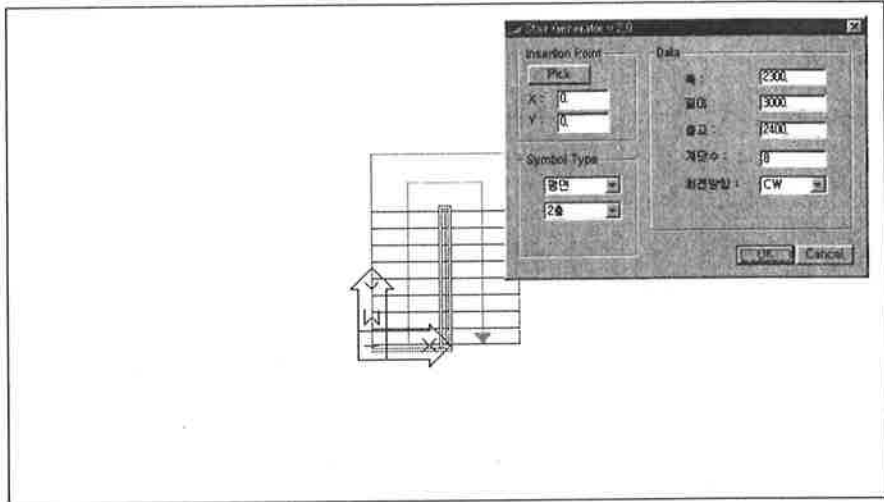 Insertion Point
Pick
X : 0,
Y : 0,
Symbol Type
평면
2층
Data
폭 : 2300,
길이 : 3000,
층고 : 2400,
계단수 : 8
회전방향 : CW
OK
Cancel
W
X